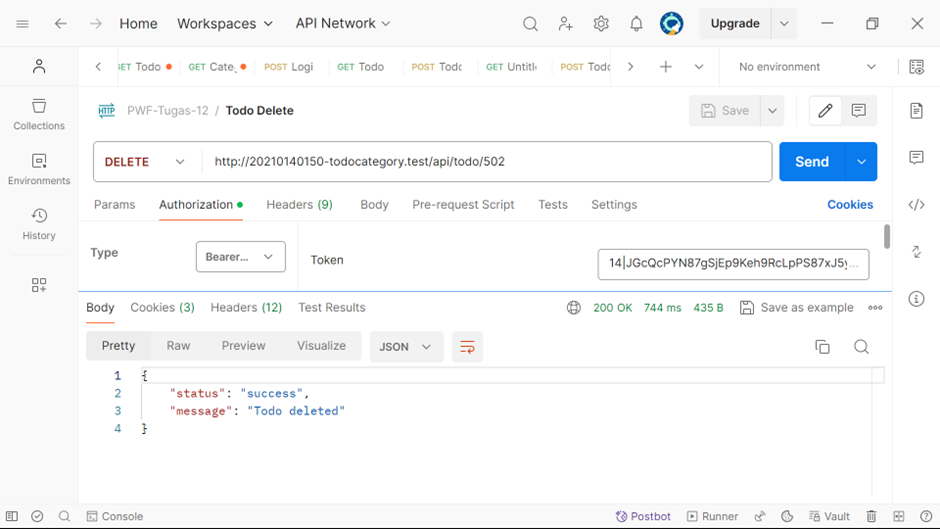 Home Workspaces API Network Upgrade
GET Todo GET Cate POST Logi GET Todo POST Todo GET Untitl POST Todo No environment
HTTP PWF-Tugas-12 / Todo Delete Save
Collections
Environments
History
DELETE http://20210140150-todocategory.test/api/todo/502 Send
Params Authorization Headers (9) Body Pre-request Script Tests Settings Cookies
Type Bearer... Token 14|JGcQcPYN87gSjEp9Keh9RcLpPS87xJ5y...
Body Cookies (3) Headers (12) Test Results 200 OK 744 ms 435 B Save as example
Pretty Raw Preview Visualize JSON
1 {
2 "status": "success",
3 "message": "Todo deleted"
4 }
Console Postbot Runner Vault